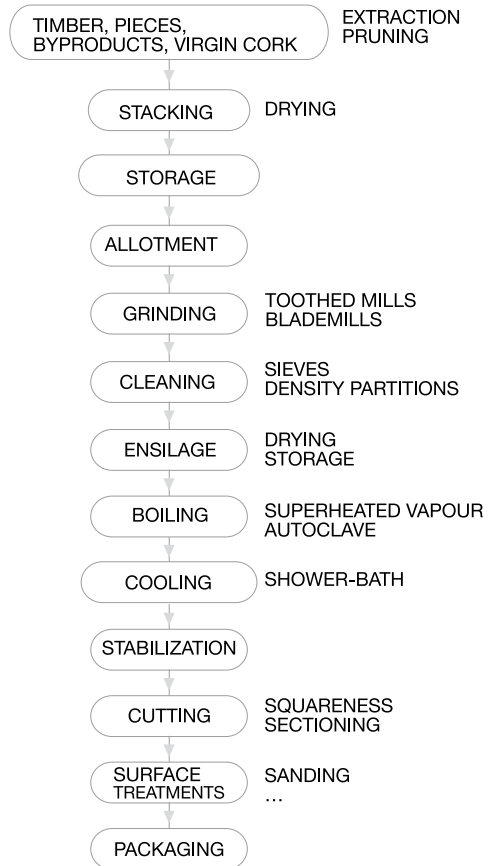 TIMBER, PIECES,
BYPRODUCTS, VIRGIN CORK
EXTRACTION
PRUNING
STACKING
DRYING
STORAGE
ALLOTMENT
GRINDING
TOOTHED MILLS
BLADEMILLS
CLEANING
SIEVES
DENSITY PARTITIONS
ENSILAGE
DRYING
STORAGE
BOILING
SUPERHEATED VAPOUR
AUTOCLAVE
COOLING
SHOWER-BATH
STABILIZATION
CUTTING
SQUARENESS
SECTIONING
SURFACE
TREATMENTS
SANDING
...
PACKAGING